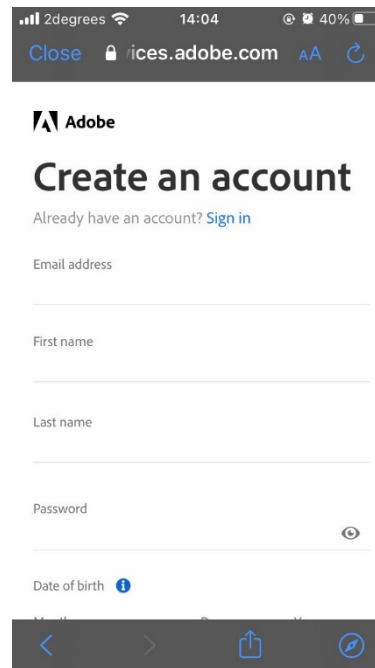 2degrees 14:04 40%
Close ices.adobe.com AA
Adobe
Create an account
Already have an account? Sign in
Email address
First name
Last name
Password
Date of birth